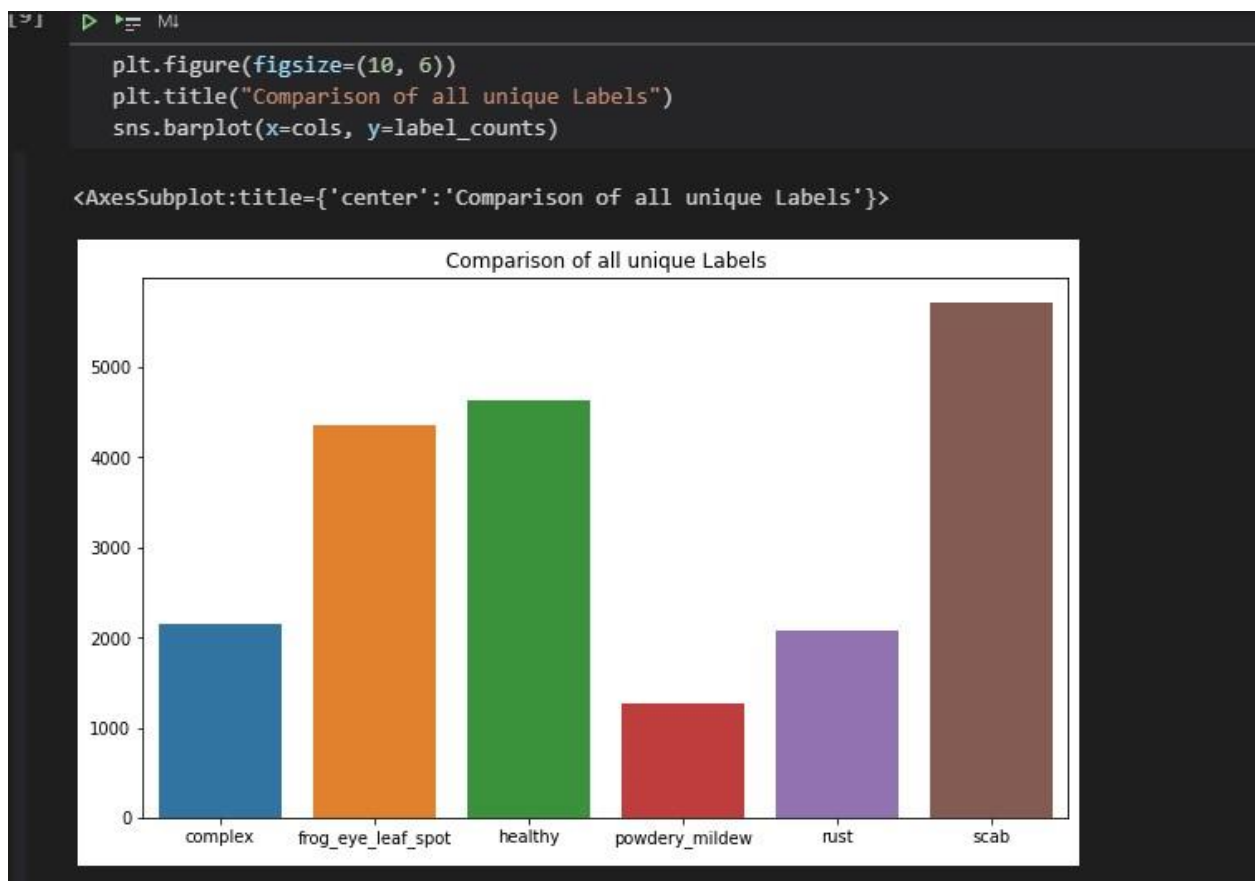 [9]
M↓
plt.figure(figsize=(10, 6))
plt.title("Comparison of all unique Labels")
sns.barplot(x=cols, y=label_counts)
<AxesSubplot:title={'center':'Comparison of all unique Labels'}>
Comparison of all unique Labels
5000
4000
3000
2000
1000
0
complex frog_eye_leaf_spot healthy powdery_mildew rust scab